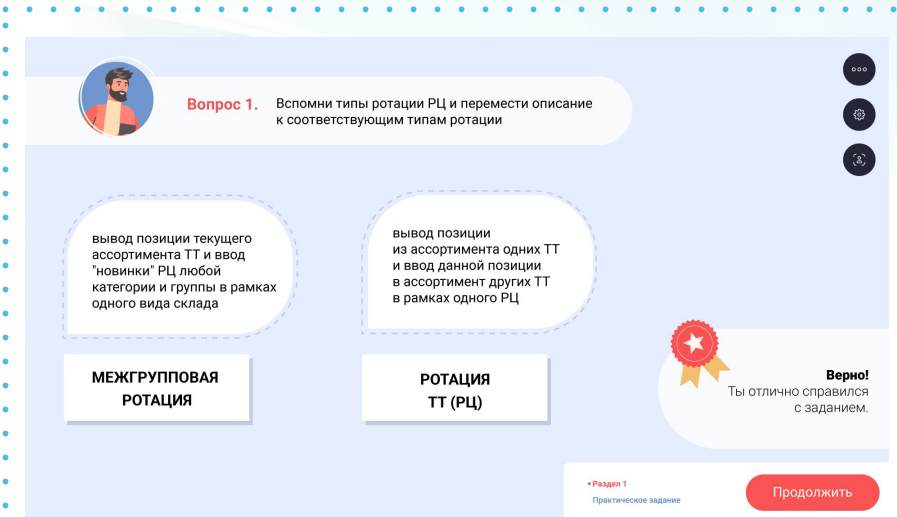 Вопрос 1.
Вспомни типы ротации РЦ и перемести описание
к соответствующим типам ротации
вывод позиции текущего
ассортимента ТТ и ввод
"новинки" РЦ любой
категории и группы в рамках
одного вида склада
вывод позиции
из ассортимента одних ТТ
и ввод данной позиции
в ассортимент других ТТ
в рамках одного РЦ
МЕЖГРУППОВАЯ
РОТАЦИЯ
РОТАЦИЯ
ТТ (РЦ)
Верно!
Ты отлично справился
с заданием.
Раздел 1
Практическое задание
Продолжить